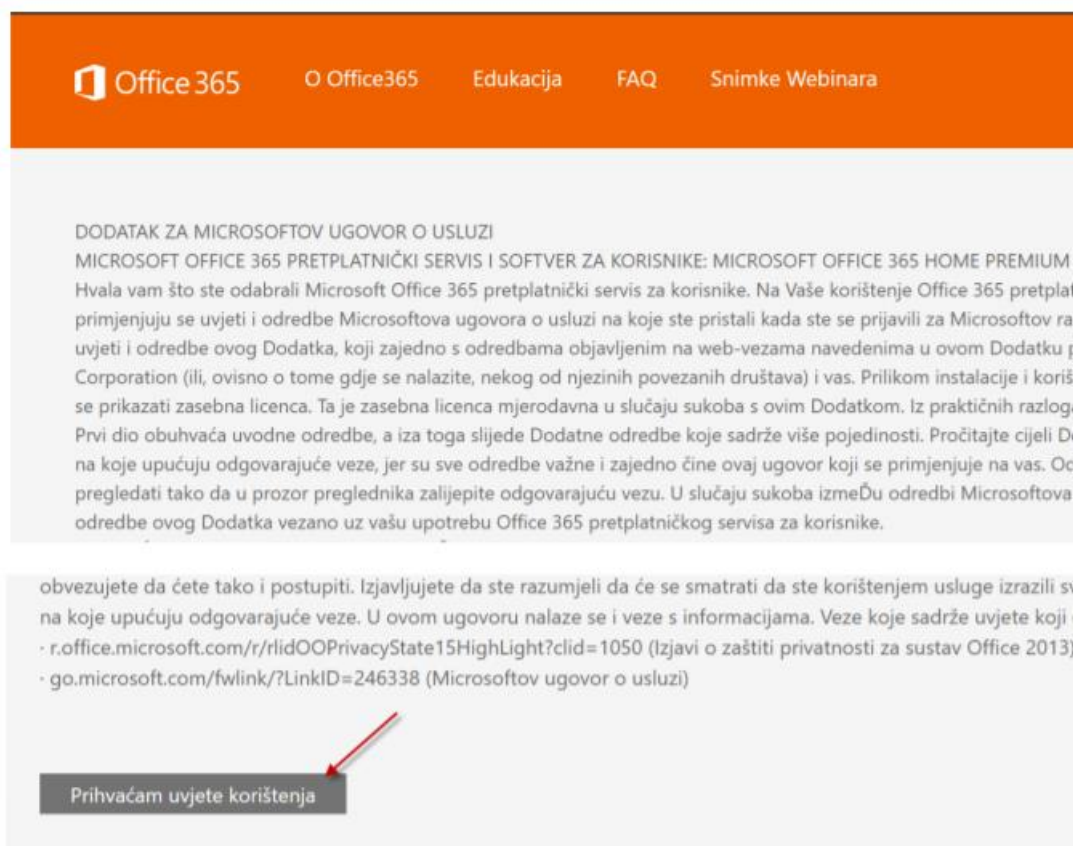 Office 365 O Office365 Edukacija FAQ Snimke Webinara
DODATAK ZA MICROSOFTOV UGOVOR O USLUZI
MICROSOFT OFFICE 365 PRETPLATNIČKI SERVIS I SOFTVER ZA KORISNIKE: MICROSOFT OFFICE 365 HOME PREMIUM
Hvala vam što ste odabrali Microsoft Office 365 pretplatnički servis za korisnike. Na Vaše korištenje Office 365 pretplat
primjenjuju se uvjeti i odredbe Microsoftova ugovora o usluzi na koje ste pristali kada ste se prijavili za Microsoftov ra
uvjeti i odredbe ovog Dodatka, koji zajedno s odredbama objavljenim na web-vezama navedenima u ovom Dodatku p
Corporation (ili, ovisno o tome gdje se nalazite, nekog od njezinih povezanih društava) i vas. Prilikom instalacije i koriš
se prikazati zasebna licenca. Ta je zasebna licenca mjerodavna u slučaju sukoba s ovim Dodatkom. Iz praktičnih razloga
Prvi dio obuhvaća uvodne odredbe, a iza toga slijede Dodatne odredbe koje sadrže više pojedinosti. Pročitajte cijeli D
na koje upućuju odgovarajuće veze, jer su sve odredbe važne i zajedno čine ovaj ugovor koji se primjenjuje na vas. Od
pregledati tako da u prozor preglednika zalijepite odgovarajuću vezu. U slučaju sukoba izmeĎu odredbi Microsoftova
odredbe ovog Dodatka vezano uz vašu upotrebu Office 365 pretplatničkog servisa za korisnike.
obvezujete da ćete tako i postupiti. Izjavljujete da ste razumjeli da će se smatrati da ste korištenjem usluge izrazili sv
na koje upućuju odgovarajuće veze. U ovom ugovoru nalaze se i veze s informacijama. Veze koje sadrže uvjete koji
· r.office.microsoft.com/r/rlidOOPrivacyState15HighLight?clid=1050 (Izjavi o zaštiti privatnosti za sustav Office 2013)
· go.microsoft.com/fwlink/?LinkID=246338 (Microsoftov ugovor o usluzi)
Prihvaćam uvjete korištenja